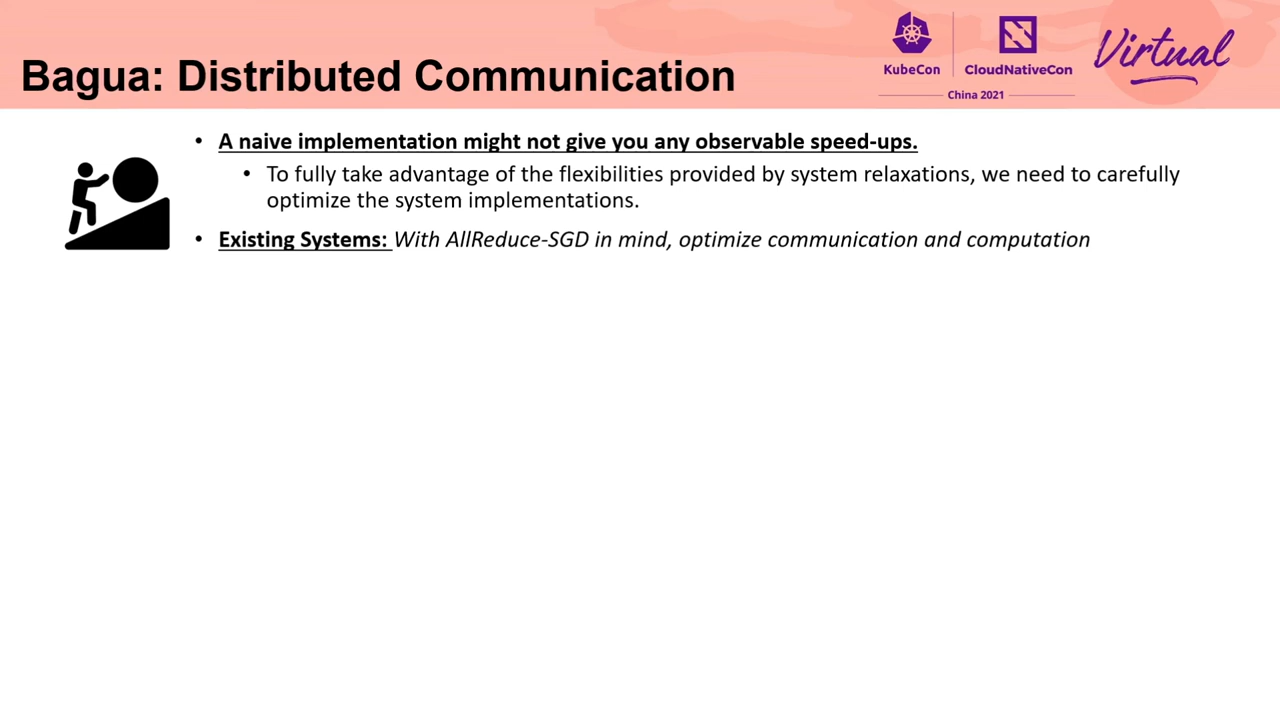 Bagua: Distributed Communication
KubeCon
CloudNativeCon
China 2021
Virtual
• A naive implementation might not give you any observable speed-ups.
• To fully take advantage of the flexibilities provided by system relaxations, we need to carefully
optimize the system implementations.
• Existing Systems: With AllReduce-SGD in mind, optimize communication and computation